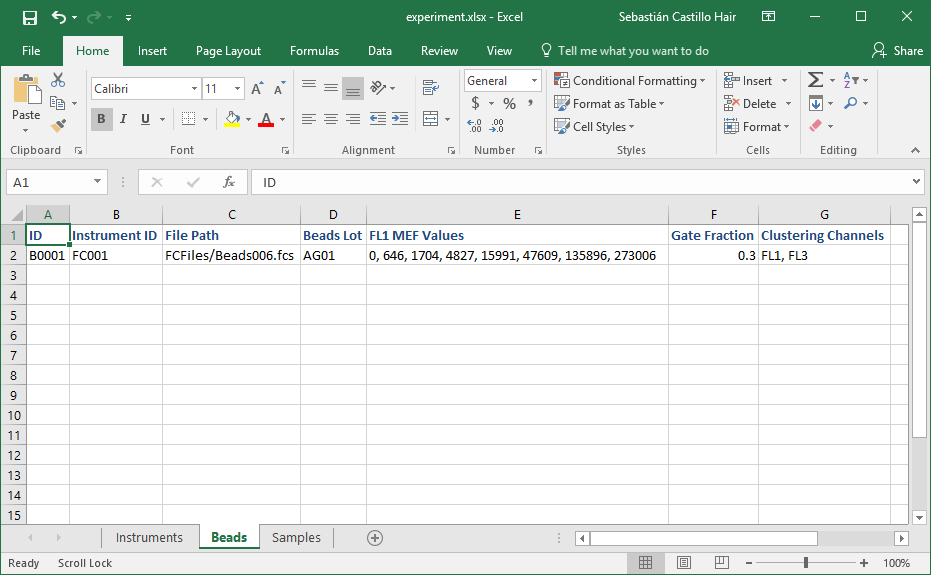 experiment.xlsx - Excel
Sebastián Castillo Hair
File Home Insert Page Layout Formulas Data Review View Tell me what you want to do Share
Paste
Calibri 11
B I U A
General
$ % ,
Conditional Formatting
Format as Table
Cell Styles
Insert
Delete
Format
Clipboard Font Alignment Number Styles Cells Editing
A1 fx ID
A B C D E F G
1 ID Instrument ID File Path Beads Lot FL1 MEF Values Gate Fraction Clustering Channels
2 B0001 FC001 FCFiles/Beads006.fcs AG01 0, 646, 1704, 4827, 15991, 47609, 135896, 273006 0.3 FL1, FL3
3
4
5
6
7
8
9
10
11
12
13
14
15
Instruments Beads Samples
Ready Scroll Lock 100%